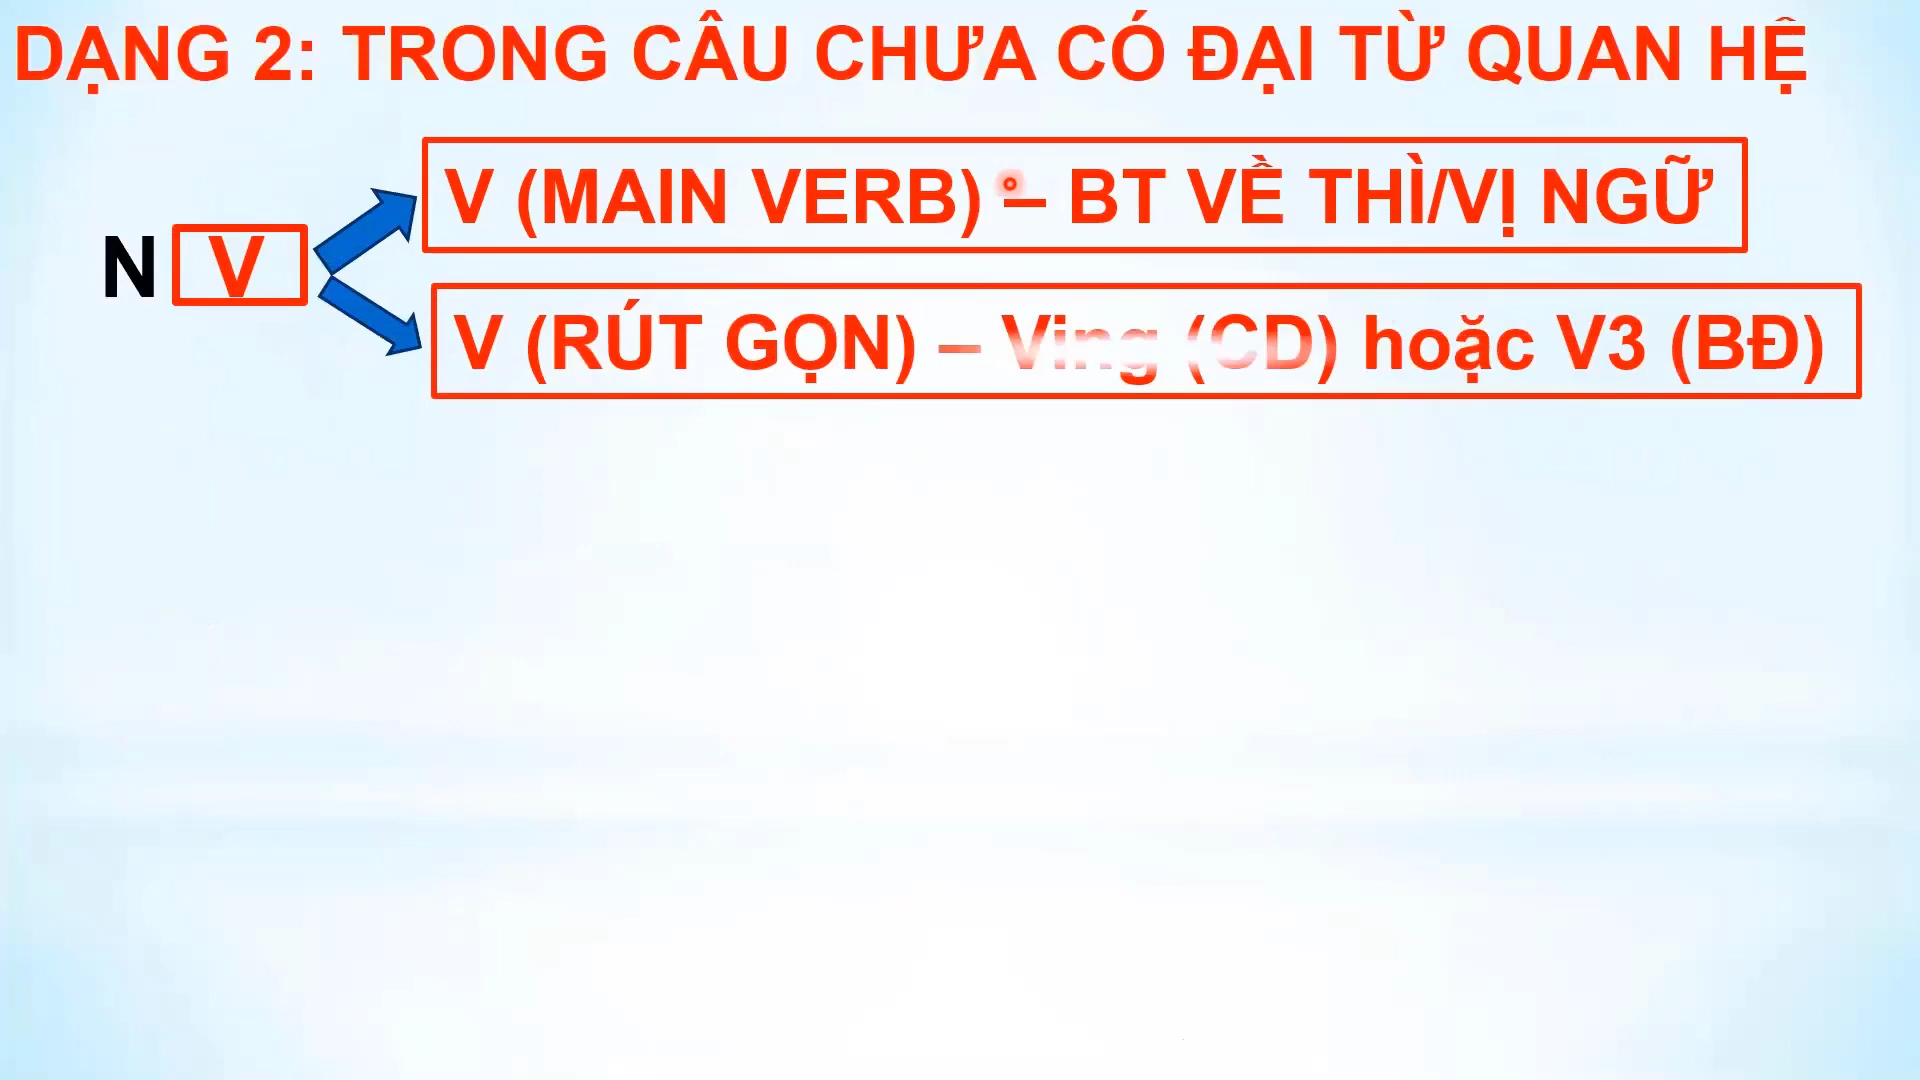 DẠNG 2: TRONG CÂU CHƯA CÓ ĐẠI TỪ QUAN HỆ
V (MAIN VERB) – BT VỀ THÌ/VỊ NGỮ
N V
V (RÚT GỌN) – Ving (CD) hoặc V3 (BĐ)